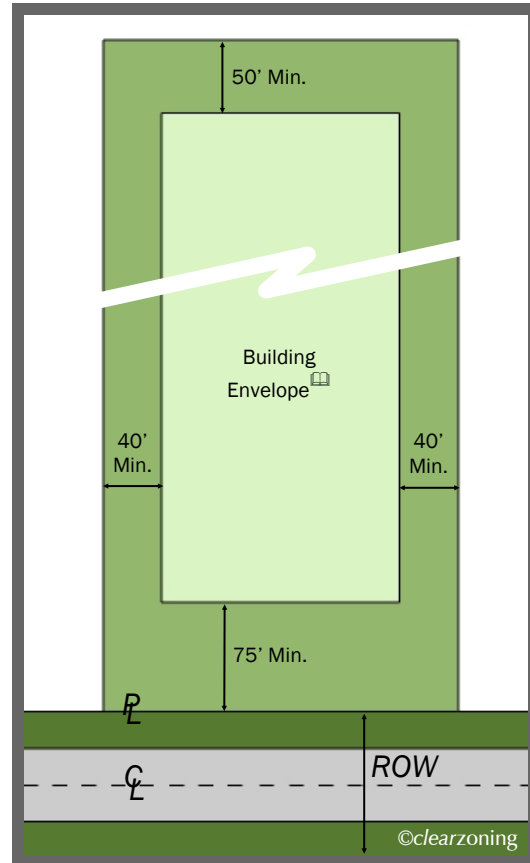 50’ Min.
Building
Envelope
40’
Min.
40’
Min.
75’ Min.
PL
CL
ROW
©clearzoning